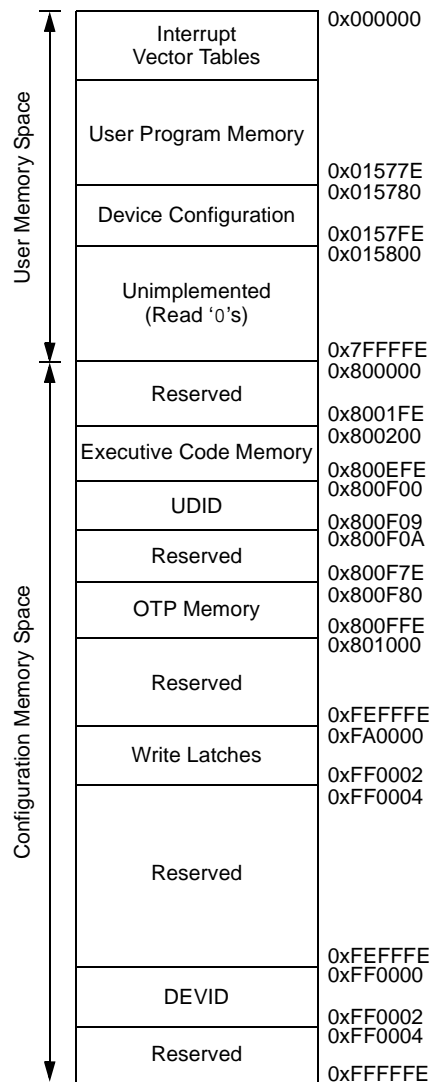 0x000000
Interrupt
Vector Tables
User Program Memory
0x01577E
0x015780
Device Configuration
0x0157FE
0x015800
Unimplemented
(Read ‘0’s)
0x7FFFFE
User Memory Space
0x800000
Reserved
0x8001FE
0x800200
Executive Code Memory
0x800EFE
0x800F00
UDID
0x800F09
0x800F0A
Reserved
0x800F7E
0x800F80
OTP Memory
0x800FFE
0x801000
Reserved
0xFEFFFE
0xFA0000
Write Latches
0xFF0002
0xFF0004
Reserved
0xFEFFFE
0xFF0000
DEVID
0xFF0002
0xFF0004
Reserved
0xFFFFFE
Configuration Memory Space